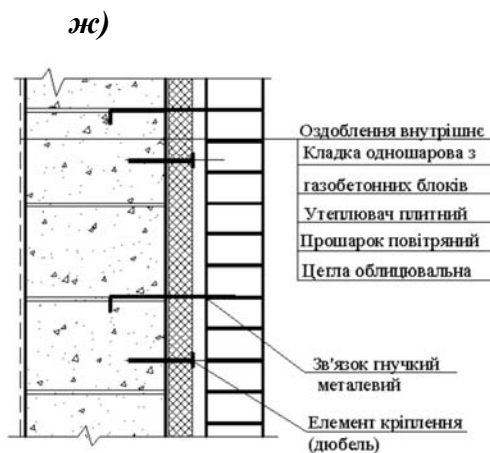 ж)
Оздоблення внутрішнє
Кладка одношарова з
газобетонних блоків
Утеплювач плитний
Прошарок повітряний
Цегла облицювальна
Зв'язок гнучкий
металевий
Елемент кріплення
(дюбель)